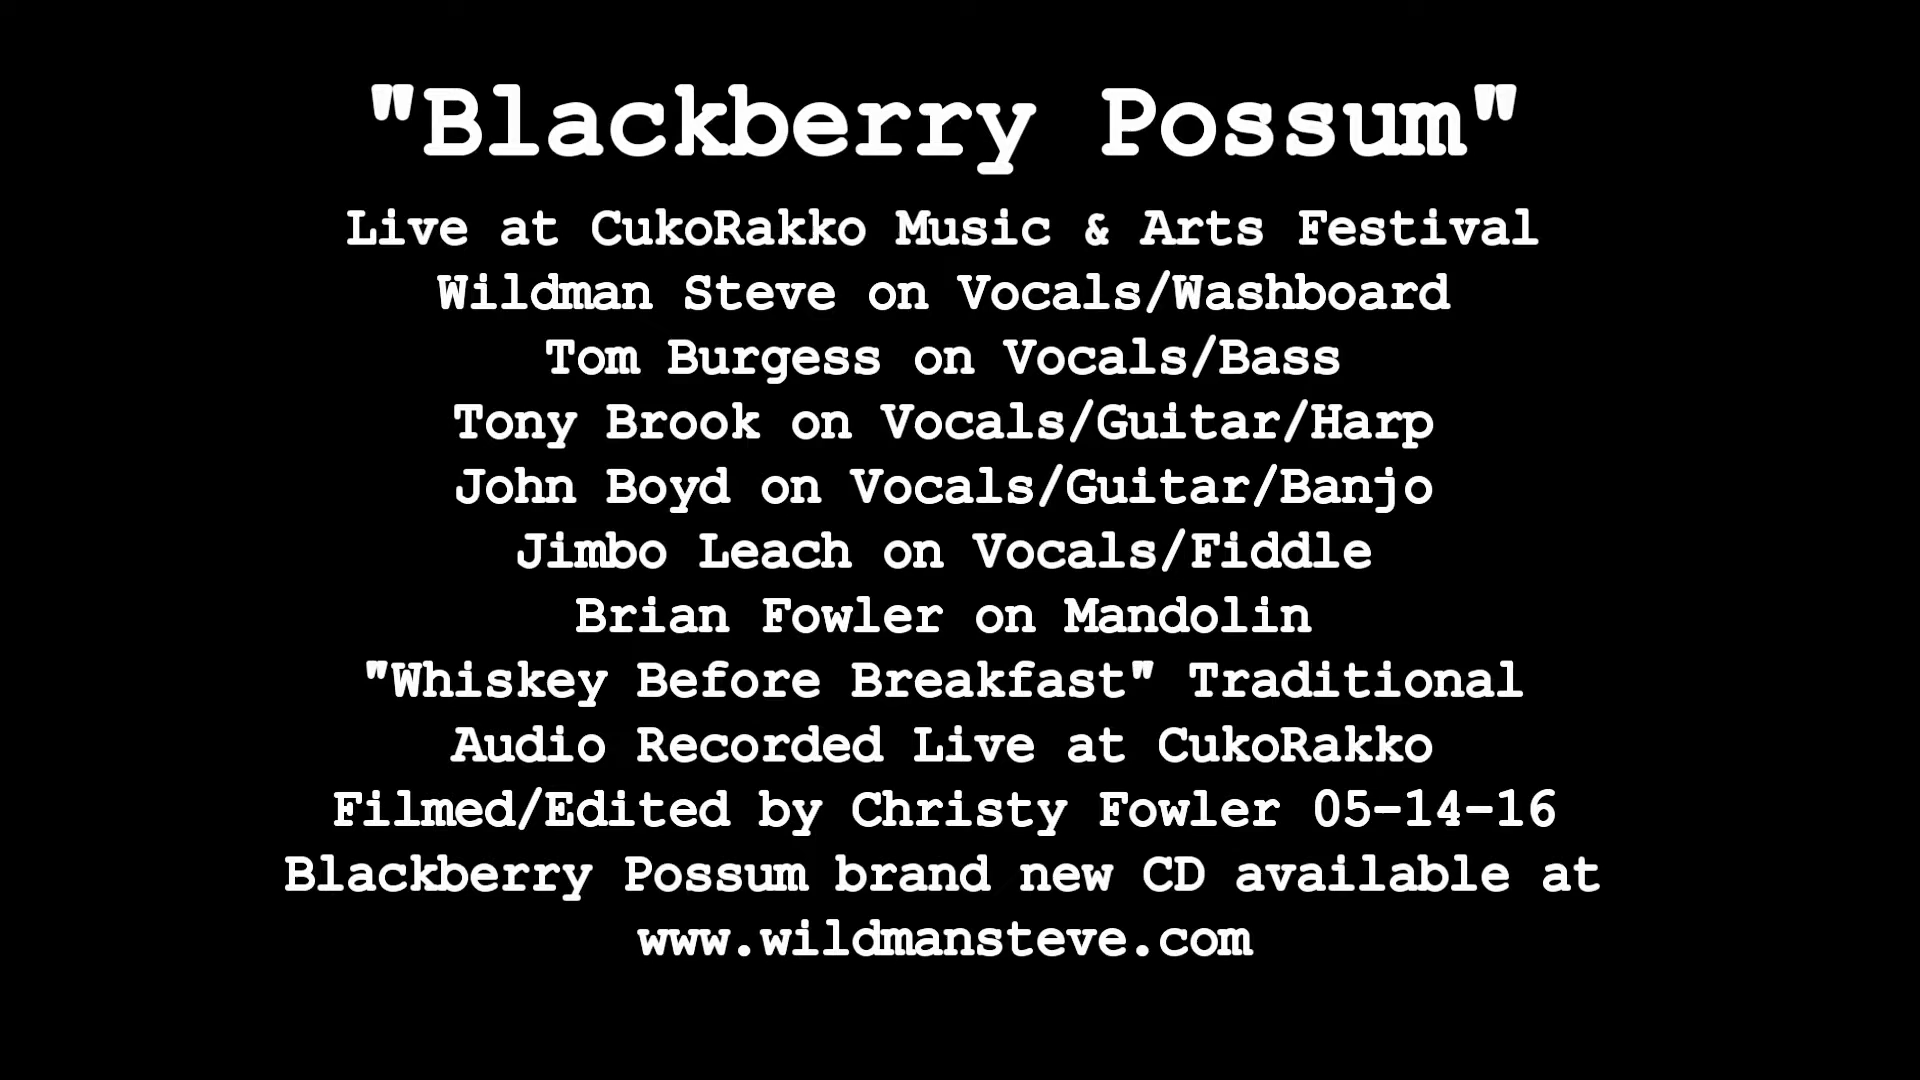 "Blackberry Possum"
Live at CukoRakko Music & Arts Festival
Wildman Steve on Vocals/Washboard
Tom Burgess on Vocals/Bass
Tony Brook on Vocals/Guitar/Harp
John Boyd on Vocals/Guitar/Banjo
Jimbo Leach on Vocals/Fiddle
Brian Fowler on Mandolin
"Whiskey Before Breakfast" Traditional
Audio Recorded Live at CukoRakko
Filmed/Edited by Christy Fowler 05-14-16
Blackberry Possum brand new CD available at
www.wildmansteve.com